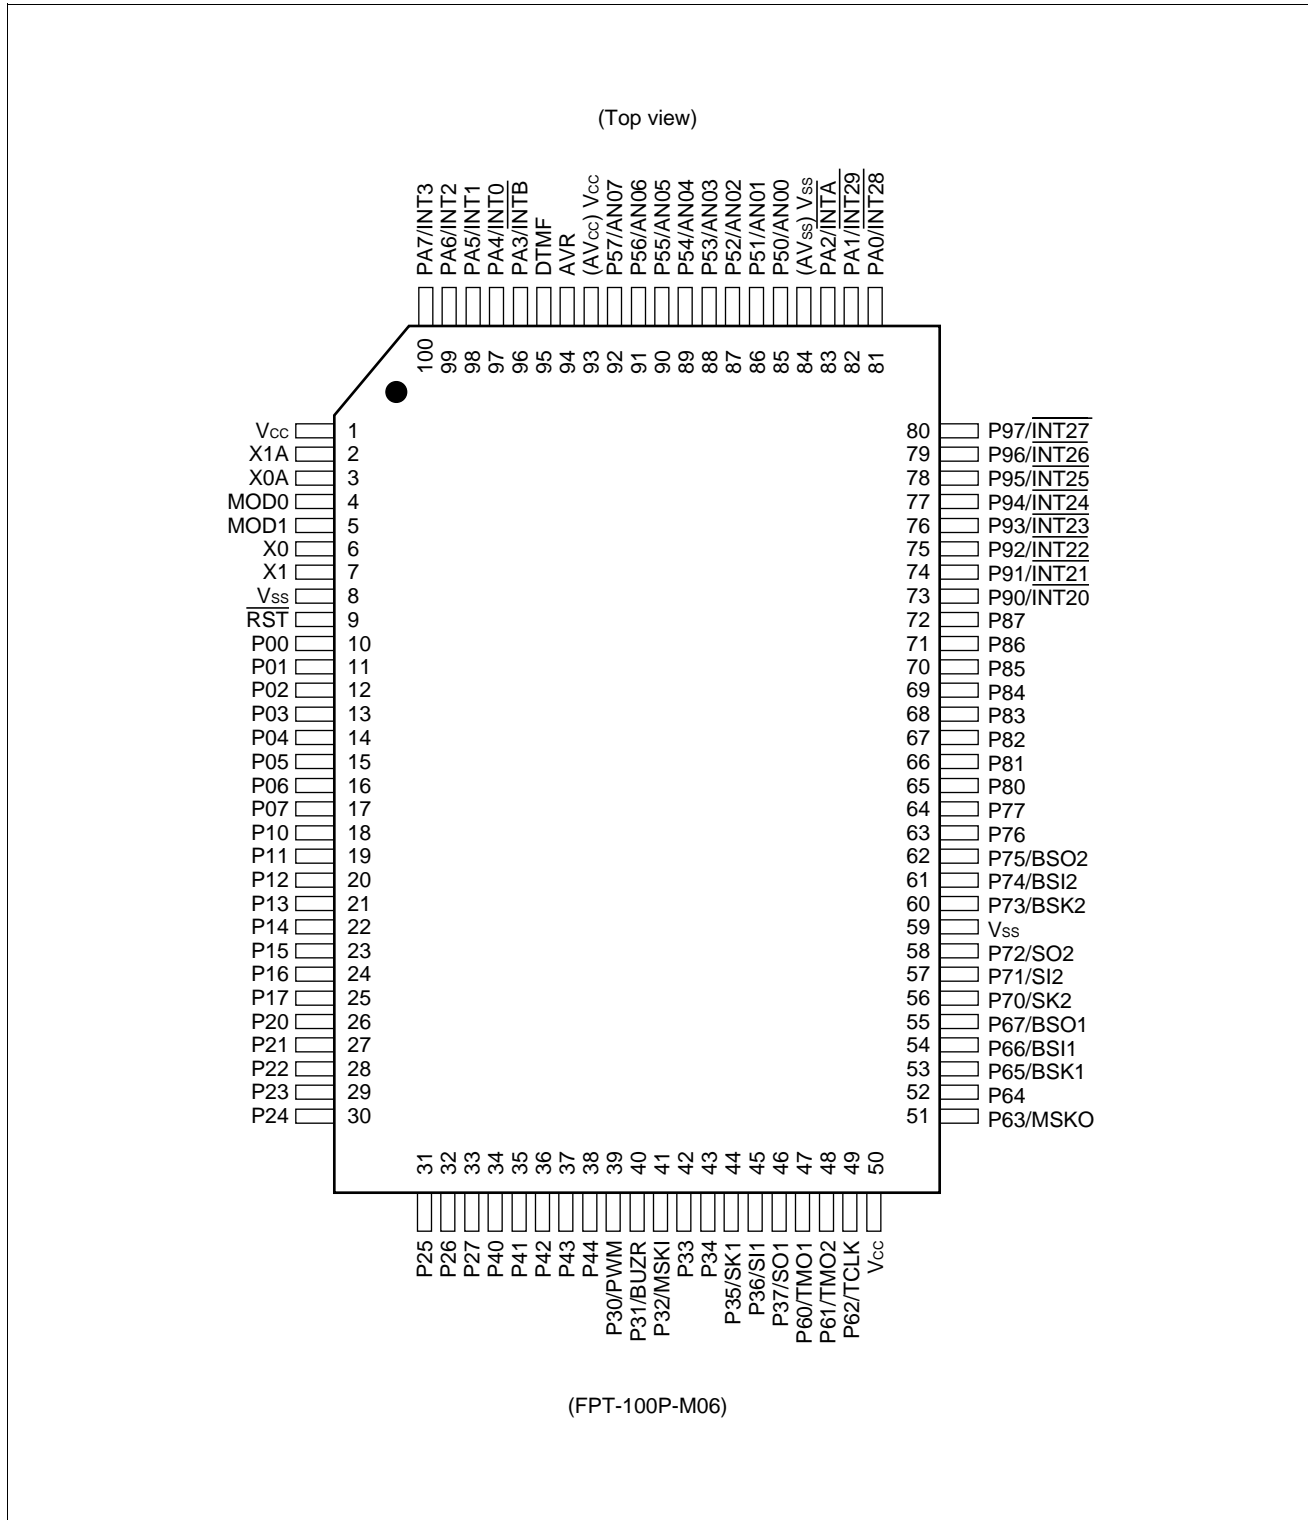 (Top view)
PA7/INT3
PA6/INT2
PA5/INT1
PA4/INT0
PA3/INTB
DTMF
AVR
(AVcc) Vcc
P57/AN07
P56/AN06
P55/AN05
P54/AN04
P53/AN03
P52/AN02
P51/AN01
P50/AN00
(AVss) Vss
PA2/INTA
PA1/INT29
PA0/INT28
100
99
98
97
96
95
94
93
92
91
90
89
88
87
86
85
84
83
82
81
Vcc 1
X1A 2
X0A 3
MOD0 4
MOD1 5
X0 6
X1 7
Vss 8
RST 9
P00 10
P01 11
P02 12
P03 13
P04 14
P05 15
P06 16
P07 17
P10 18
P11 19
P12 20
P13 21
P14 22
P15 23
P16 24
P17 25
P20 26
P21 27
P22 28
P23 29
P24 30
80 P97/INT27
79 P96/INT26
78 P95/INT25
77 P94/INT24
76 P93/INT23
75 P92/INT22
74 P91/INT21
73 P90/INT20
72 P87
71 P86
70 P85
69 P84
68 P83
67 P82
66 P81
65 P80
64 P77
63 P76
62 P75/BSO2
61 P74/BSI2
60 P73/BSK2
59 Vss
58 P72/SO2
57 P71/SI2
56 P70/SK2
55 P67/BSO1
54 P66/BSI1
53 P65/BSK1
52 P64
51 P63/MSKO
31
32
33
34
35
36
37
38
39
40
41
42
43
44
45
46
47
48
49
50
P25
P26
P27
P40
P41
P42
P43
P44
P30/PWM
P31/BUZR
P32/MSKI
P33
P34
P35/SK1
P36/SI1
P37/SO1
P60/TMO1
P61/TMO2
P62/TCLK
Vcc
(FPT-100P-M06)